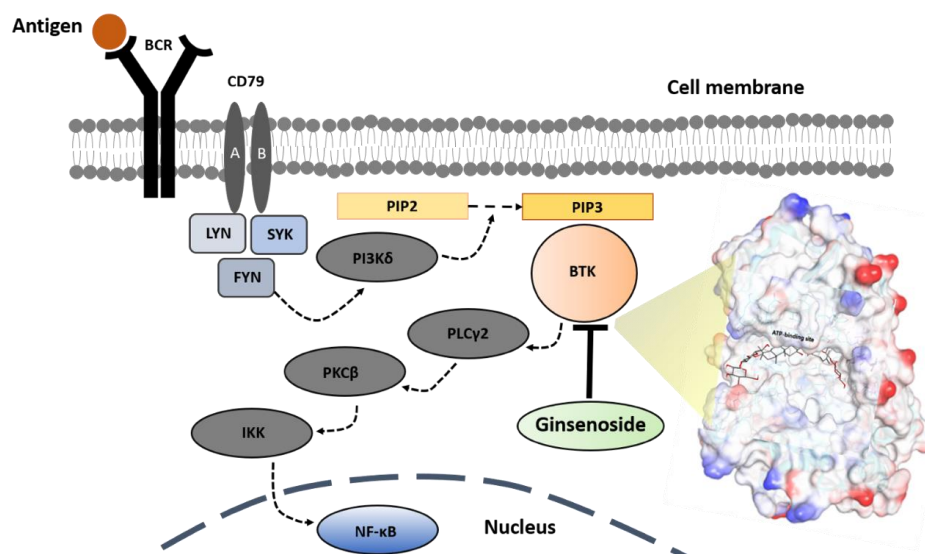 Antigen
BCR
CD79
Cell membrane
A
B
PIP2
PIP3
LYN
SYK
FYN
PI3Kδ
BTK
PLCγ2
ATP-binding site
PKCβ
IKK
Ginsenoside
NF-κB
Nucleus